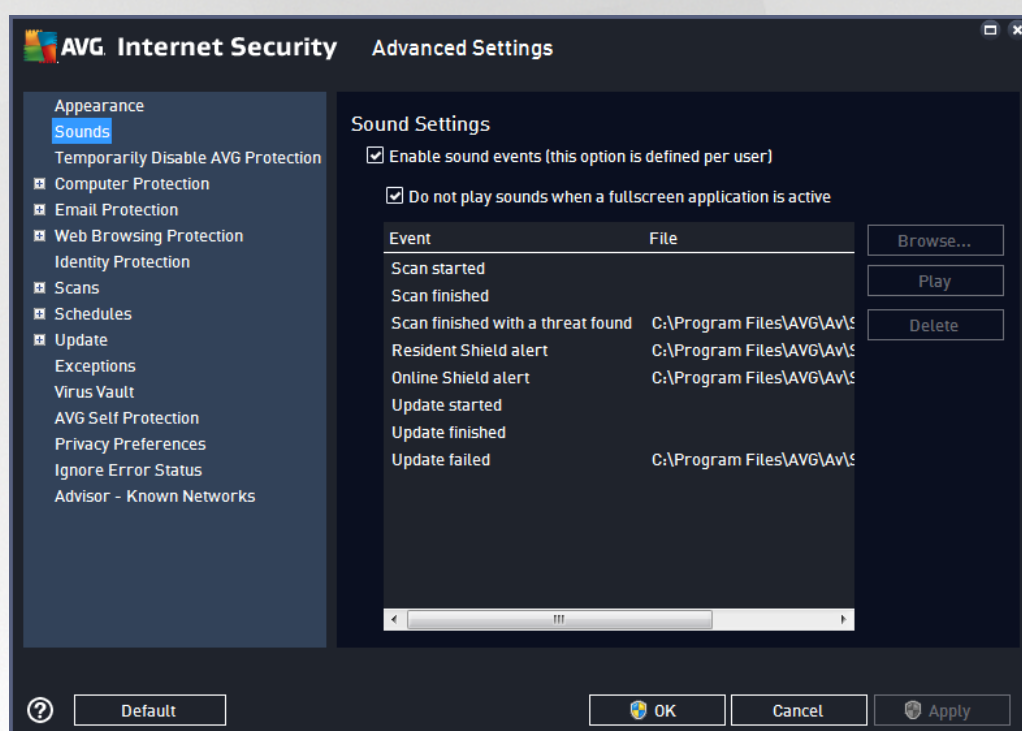 AVG. Internet Security Advanced Settings
Appearance
Sounds
Temporarily Disable AVG Protection
Computer Protection
Email Protection
Web Browsing Protection
Identity Protection
Scans
Schedules
Update
Exceptions
Virus Vault
AVG Self Protection
Privacy Preferences
Ignore Error Status
Advisor - Known Networks
Sound Settings
Enable sound events (this option is defined per user)
Do not play sounds when a fullscreen application is active
Event File
Scan started
Scan finished
Scan finished with a threat found C:\Program Files\AVG\Av\S
Resident Shield alert C:\Program Files\AVG\Av\S
Online Shield alert C:\Program Files\AVG\Av\S
Update started
Update finished
Update failed C:\Program Files\AVG\Av\S
Browse...
Play
Delete
? Default OK Cancel Apply